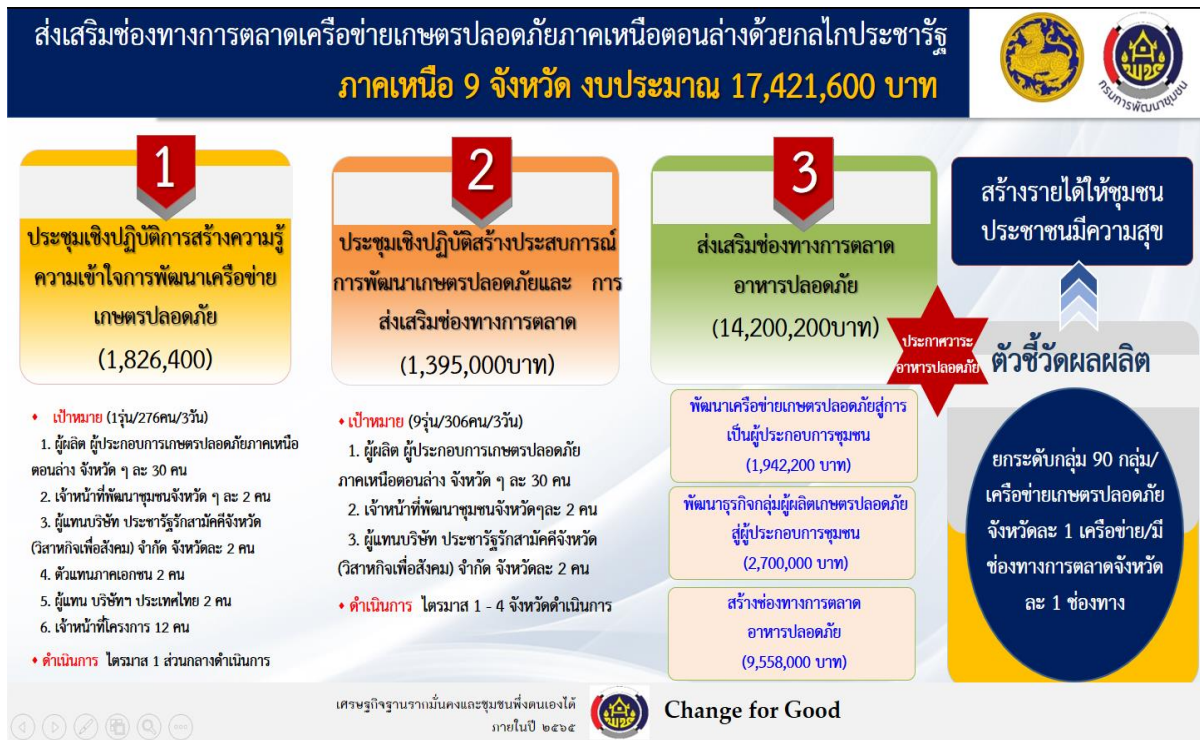 ส่งเสริมช่องทางการตลาดเครือข่ายเกษตรปลอดภัยภาคเหนือตอนล่างด้วยกลไกประชารัฐ
ภาคเหนือ 9 จังหวัด งบประมาณ 17,421,600 บาท
กรมการพัฒนาชุมชน
1
ประชุมเชิงปฏิบัติการสร้างความรู้
ความเข้าใจการพัฒนาเครือข่าย
เกษตรปลอดภัย
(1,826,400)
♦ เป้าหมาย (1รุ่น/276คน/3วัน)
1. ผู้ผลิต ผู้ประกอบการเกษตรปลอดภัยภาคเหนือ
ตอนล่าง จังหวัด ๆ ละ 30 คน
2. เจ้าหน้าที่พัฒนาชุมชนจังหวัด ๆ ละ 2 คน
3. ผู้แทนบริษัท ประชารัฐรักสามัคคีจังหวัด
(วิสาหกิจเพื่อสังคม) จำกัด จังหวัดละ 2 คน
4. ตัวแทนภาคเอกชน 2 คน
5. ผู้แทน บริษัทฯ ประเทศไทย 2 คน
6. เจ้าหน้าที่โครงการ 12 คน
♦ ดำเนินการ ไตรมาส 1 ส่วนกลางดำเนินการ
2
ประชุมเชิงปฏิบัติสร้างประสบการณ์
การพัฒนาเกษตรปลอดภัยและ การ
ส่งเสริมช่องทางการตลาด
(1,395,000บาท)
♦ เป้าหมาย (9รุ่น/306คน/3วัน)
1. ผู้ผลิต ผู้ประกอบการเกษตรปลอดภัย
ภาคเหนือตอนล่าง จังหวัด ๆ ละ 30 คน
2. เจ้าหน้าที่พัฒนาชุมชนจังหวัดๆละ 2 คน
3. ผู้แทนบริษัท ประชารัฐรักสามัคคีจังหวัด
(วิสาหกิจเพื่อสังคม) จำกัด จังหวัดละ 2 คน
♦ ดำเนินการ ไตรมาส 1 - 4 จังหวัดดำเนินการ
3
ส่งเสริมช่องทางการตลาด
อาหารปลอดภัย
(14,200,200บาท)
ประกาศวาระ
อาหารปลอดภัย
พัฒนาเครือข่ายเกษตรปลอดภัยสู่การ
เป็นผู้ประกอบการชุมชน
(1,942,200 บาท)
พัฒนาธุรกิจกลุ่มผู้ผลิตเกษตรปลอดภัย
สู่ผู้ประกอบการชุมชน
(2,700,000 บาท)
สร้างช่องทางการตลาด
อาหารปลอดภัย
(9,558,000 บาท)
สร้างรายได้ให้ชุมชน
ประชาชนมีความสุข
ตัวชี้วัดผลผลิต
ยกระดับกลุ่ม 90 กลุ่ม/
เครือข่ายเกษตรปลอดภัย
จังหวัดละ 1 เครือข่าย/มี
ช่องทางการตลาดจังหวัด
ละ 1 ช่องทาง
เศรษฐกิจฐานรากมั่นคงและชุมชนพึ่งตนเองได้
ภายในปี ๒๕๖๕
Change for Good